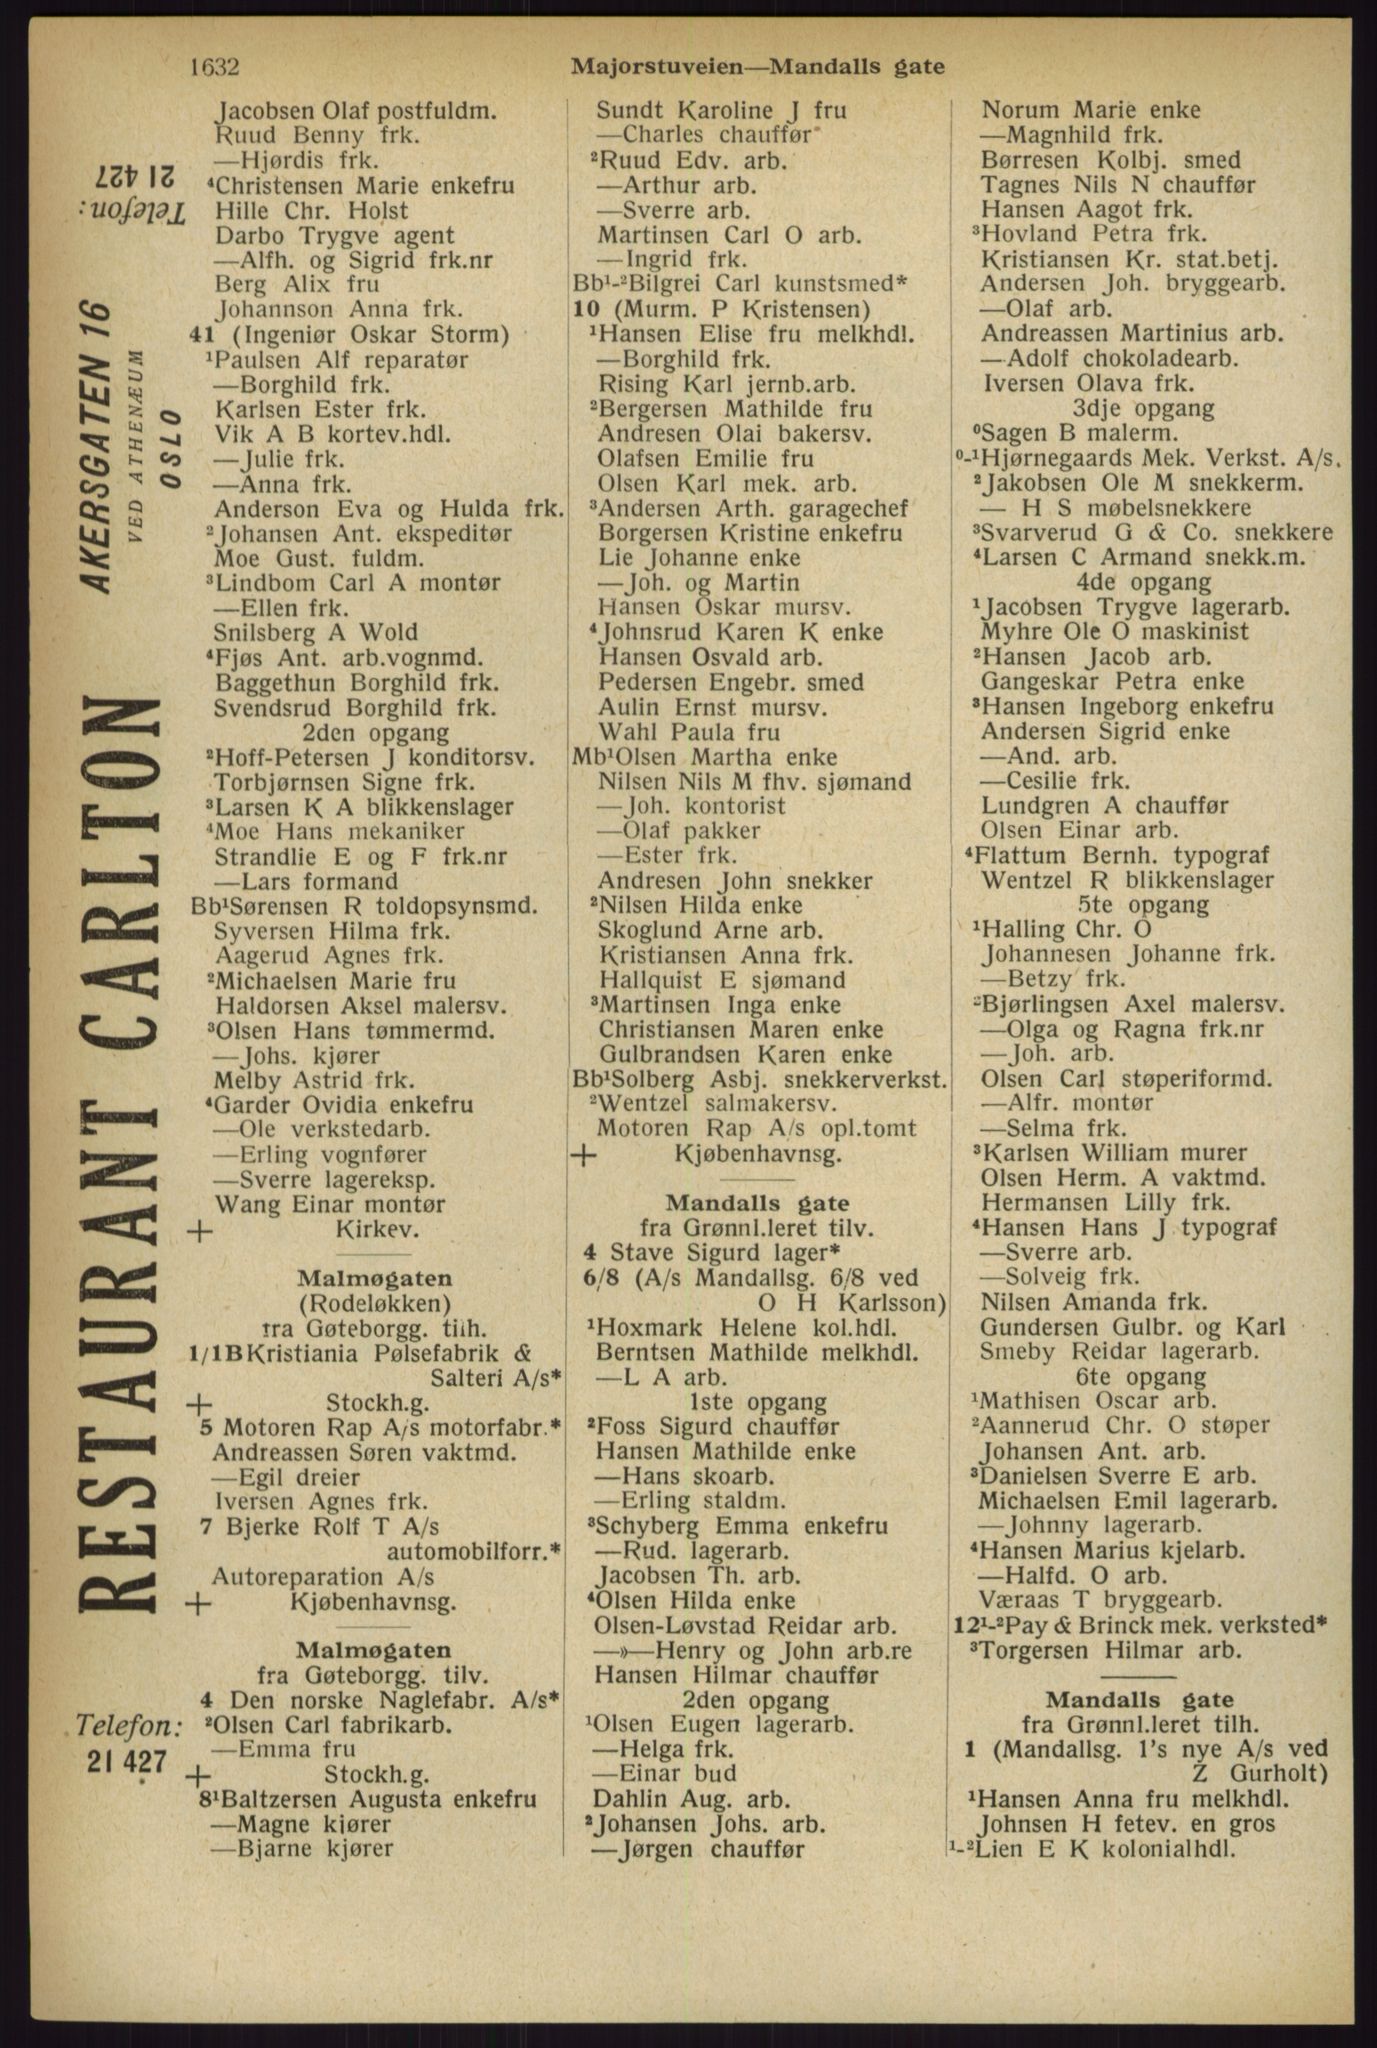 1632
Majorstuveien—Mandalls gate
Jacobsen Olaf postfuldm.
Ruud Benny frk.
—Hjørdis frk.
⁴Christensen Marie enkefru
Hille Chr. Holst
Darbo Trygve agent
—Alfh. og Sigrid frk.nr
Berg Alix fru
Johannson Anna frk.
41 (Ingeniør Oskar Storm)
¹Paulsen Alf reparatør
—Borghild frk.
Karlsen Ester frk.
Vik A B kortev.hdl.
—Julie frk.
—Anna frk.
Anderson Eva og Hulda frk.
²Johansen Ant. ekspeditør
Moe Gust. fuldm.
³Lindbom Carl A montør
—Ellen frk.
Snilsberg A Wold
⁴Fjøs Ant. arb.vognmd.
Baggethun Borghild frk.
Svendsrud Borghild frk.
2den opgang
²Hoff-Petersen J konditorsv.
Torbjørnsen Signe frk.
³Larsen K A blikkenslager
⁴Moe Hans mekaniker
Strandlie E og F frk.nr
—Lars formand
Bb¹Sørensen R toldopsynsmd.
Syversen Hilma frk.
Aagerud Agnes frk.
²Michaelsen Marie fru
Haldorsen Aksel malersv.
³Olsen Hans tømmermd.
—Johs. kjører
Melby Astrid frk.
⁴Garder Ovidia enkefru
—Ole verkstedarb.
—Erling vognfører
—Sverre lagereksp.
Wang Einar montør
+ Kirkev.
Malmøgaten
(Rodeløkken)
fra Gøteborgg. tilh.
1/1B Kristiania Pølsefabrik &
Salteri A/s*
+ Stockh.g.
5 Motoren Rap A/s motorfabr.*
Andreassen Søren vaktmd.
—Egil dreier
Iversen Agnes frk.
7 Bjerke Rolf T A/s
automobilforr.*
Autoreparation A/s
+ Kjøbenhavnsg.
Malmøgaten
fra Gøteborgg. tilv.
4 Den norske Naglefabr. A/s*
²Olsen Carl fabrikarb.
—Emma fru
+ Stockh.g.
8¹Baltzersen Augusta enkefru
—Magne kjører
—Bjarne kjører
Sundt Karoline J fru
—Charles chauffør
²Ruud Edv. arb.
—Arthur arb.
—Sverre arb.
Martinsen Carl O arb.
—Ingrid frk.
Bb¹-²Bilgrei Carl kunstsmed*
10 (Murm. P Kristensen)
¹Hansen Elise fru melkhdl.
—Borghild frk.
Rising Karl jernb.arb.
²Bergersen Mathilde fru
Andresen Olai bakersv.
Olafsen Emilie fru
Olsen Karl mek. arb.
³Andersen Arth. garagechef
Borgersen Kristine enkefru
Lie Johanne enke
—Joh. og Martin
Hansen Oskar mursv.
⁴Johnsrud Karen K enke
Hansen Osvald arb.
Pedersen Engebr. smed
Aulin Ernst mursv.
Wahl Paula fru
Mb¹Olsen Martha enke
Nilsen Nils M fhv. sjømand
—Joh. kontorist
—Olaf pakker
—Ester frk.
Andresen John snekker
²Nilsen Hilda enke
Skoglund Arne arb.
Kristiansen Anna frk.
Hallquist E sjømand
³Martinsen Inga enke
Christiansen Maren enke
Gulbrandsen Karen enke
Bb¹Solberg Asbj. snekkerverkst.
²Wentzel salmakersv.
Motoren Rap A/s opl.tomt
+ Kjøbenhavnsg.
Mandalls gate
fra Grønnl.leret tilv.
4 Stave Sigurd lager*
6/8 (A/s Mandallsg. 6/8 ved
O H Karlsson)
¹Hoxmark Helene kol.hdl.
Berntsen Mathilde melkhdl.
—L A arb.
1ste opgang
²Foss Sigurd chauffør
Hansen Mathilde enke
—Hans skoarb.
—Erling staldm.
³Schyberg Emma enkefru
—Rud. lagerarb.
Jacobsen Th. arb.
⁴Olsen Hilda enke
Olsen-Løvstad Reidar arb.
—»—Henry og John arb.re
Hansen Hilmar chauffør
2den opgang
¹Olsen Eugen lagerarb.
—Helga frk.
—Einar bud
Dahlin Aug. arb.
²Johansen Johs. arb.
—Jørgen chauffør
Norum Marie enke
—Magnhild frk.
Børresen Kolbj. smed
Tagnes Nils N chauffør
Hansen Aagot frk.
³Hovland Petra frk.
Kristiansen Kr. stat.betj.
Andersen Joh. bryggearb.
—Olaf arb.
Andreassen Martinius arb.
—Adolf chokoladearb.
Iversen Olava frk.
3dje opgang
⁰Sagen B malerm.
⁰-¹Hjørnegaards Mek. Verkst. A/s.
²Jakobsen Ole M snekkerm.
— H S møbelsnekkere
³Svarverud G & Co. snekkere
⁴Larsen C Armand snekk.m.
4de opgang
¹Jacobsen Trygve lagerarb.
Myhre Ole O maskinist
²Hansen Jacob arb.
Gangeskar Petra enke
³Hansen Ingeborg enkefru
Andersen Sigrid enke
—And. arb.
—Cesilie frk.
Lundgren A chauffør
Olsen Einar arb.
⁴Flattum Bernh. typograf
Wentzel R blikkenslager
5te opgang
¹Halling Chr. O
Johannesen Johanne frk.
—Betzy frk.
²Bjørlingsen Axel malersv.
—Olga og Ragna frk.nr
—Joh. arb.
Olsen Carl støperiformd.
—Alfr. montør
—Selma frk.
³Karlsen William murer
Olsen Herm. A vaktmd.
Hermansen Lilly frk.
⁴Hansen Hans J typograf
—Sverre arb.
—Solveig frk.
Nilsen Amanda frk.
Gundersen Gulbr. og Karl
Smeby Reidar lagerarb.
6te opgang
¹Mathisen Oscar arb.
²Aannerud Chr. O støper
Johansen Ant. arb.
³Danielsen Sverre E arb.
Michaelsen Emil lagerarb.
—Johnny lagerarb.
⁴Hansen Marius kjelarb.
—Halfd. O arb.
Væraas T bryggearb.
12¹-²Pay & Brinck mek. verksted*
³Torgersen Hilmar arb.
Mandalls gate
fra Grønnl.leret tilh.
1 (Mandallsg. 1's nye A/s ved
Z Gurholt)
¹Hansen Anna fru melkhdl.
Johnsen H fetev. en gros
¹-²Lien E K kolonialhdl.
Telefon:
21 427
RESTAURANT CARLTON
AKERSGATEN 16
VED ATHENÆUM
OSLO
Telefon:
21 427